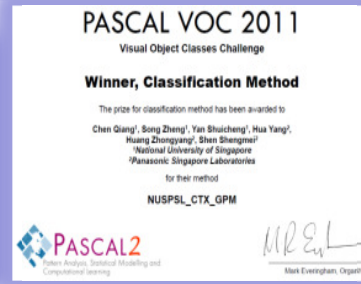 PASCAL VOC 2011
Visual Object Classes Challenge
Winner, Classification Method
The prize for classification method has been awarded to
Chen Qiang¹, Song Zheng¹, Yan Shuicheng¹, Hua Yang²,
Huang Zhongyang², Shen Shengmei²
¹National University of Singapore
²Panasonic Singapore Laboratories
for their method
NUSPSL_CTX_GPM
PASCAL2
Pattern Analysis, Statistical Modelling and
Computational Learning
Mark Everingham, Organi